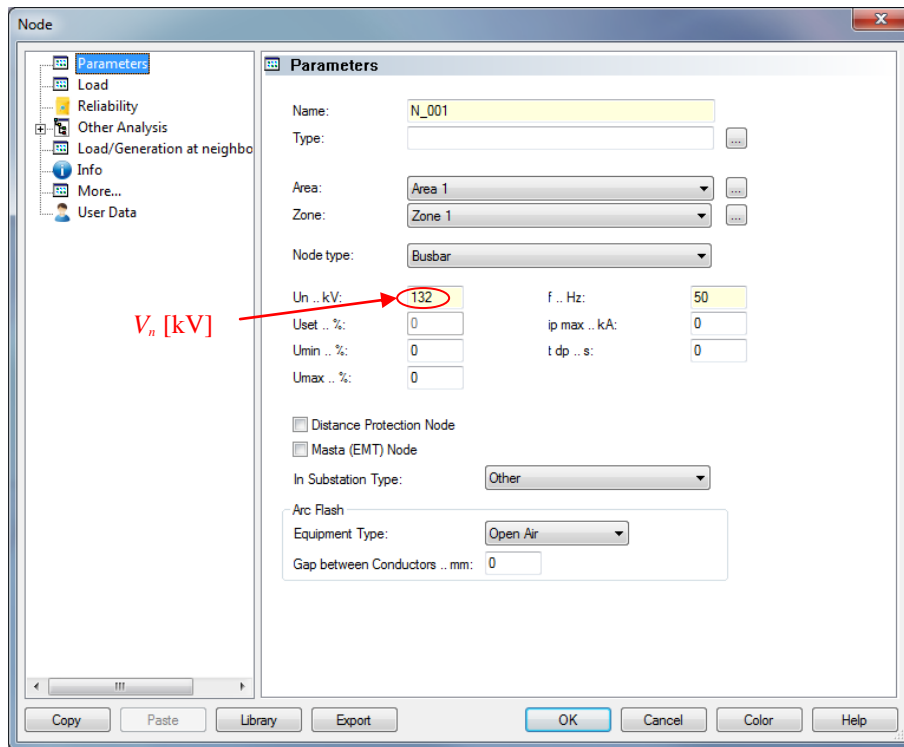 Node
Parameters
Load
Reliability
Other Analysis
Load/Generation at neighbo
Info
More...
User Data
Parameters
Name: N_001
Type: ...
Area: Area 1 ...
Zone: Zone 1 ...
Node type: Busbar
Un .. kV: 132 f .. Hz: 50
Uset .. %: 0 ip max .. kA: 0
Umin .. %: 0 t dp .. s: 0
Umax .. %: 0
Vn [kV]
Distance Protection Node
Masta (EMT) Node
In Substation Type: Other
Arc Flash
Equipment Type: Open Air
Gap between Conductors .. mm: 0
Copy Paste Library Export OK Cancel Color Help